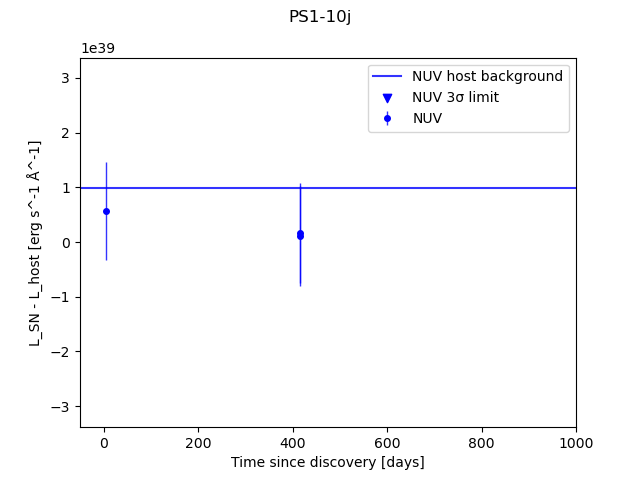 PS1-10j
1e39
NUV host background
NUV 3σ limit
NUV
3
2
1
0
−1
−2
−3
L_SN - L_host [erg s^-1 Å^-1]
0
200
400
600
800
1000
Time since discovery [days]